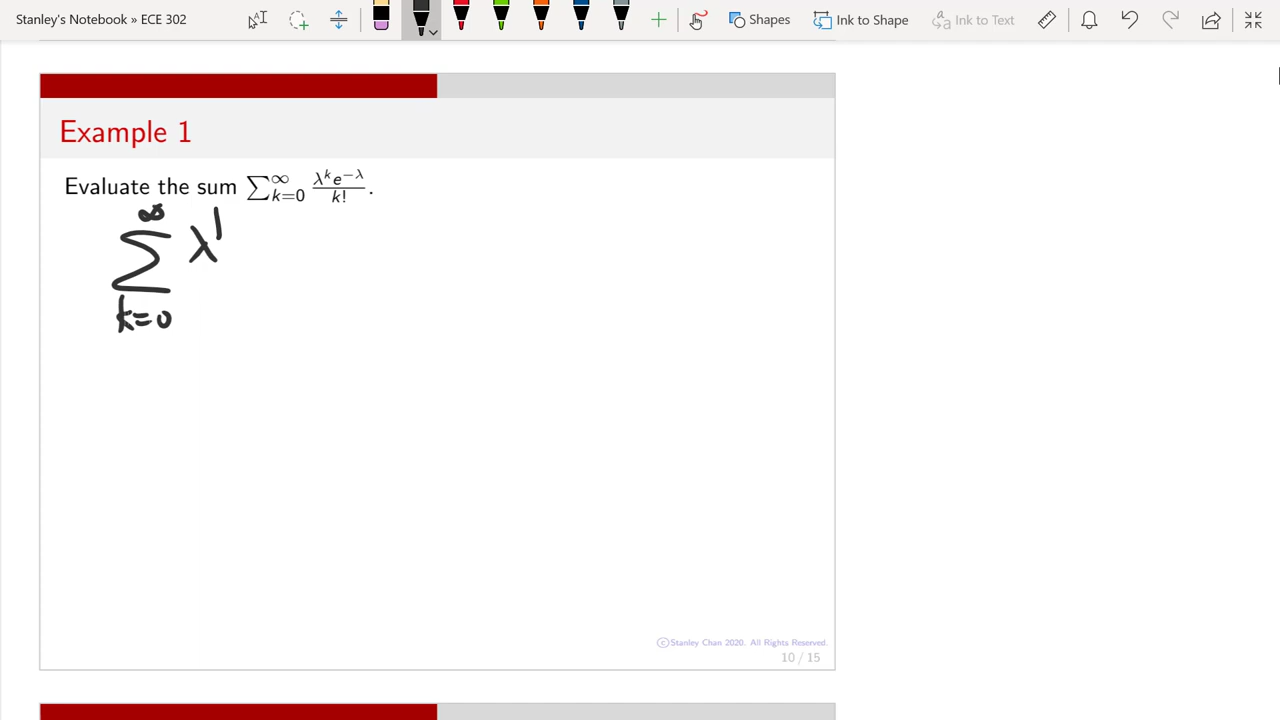 Stanley's Notebook » ECE 302
Shapes
Ink to Shape
Ink to Text
Example 1
Evaluate the sum ∑_{k=0}^{∞} \frac{λ^k e^{−λ}}{k!}.
∞
∑ λ
k=0
©Stanley Chan 2020. All Rights Reserved.
10 / 15